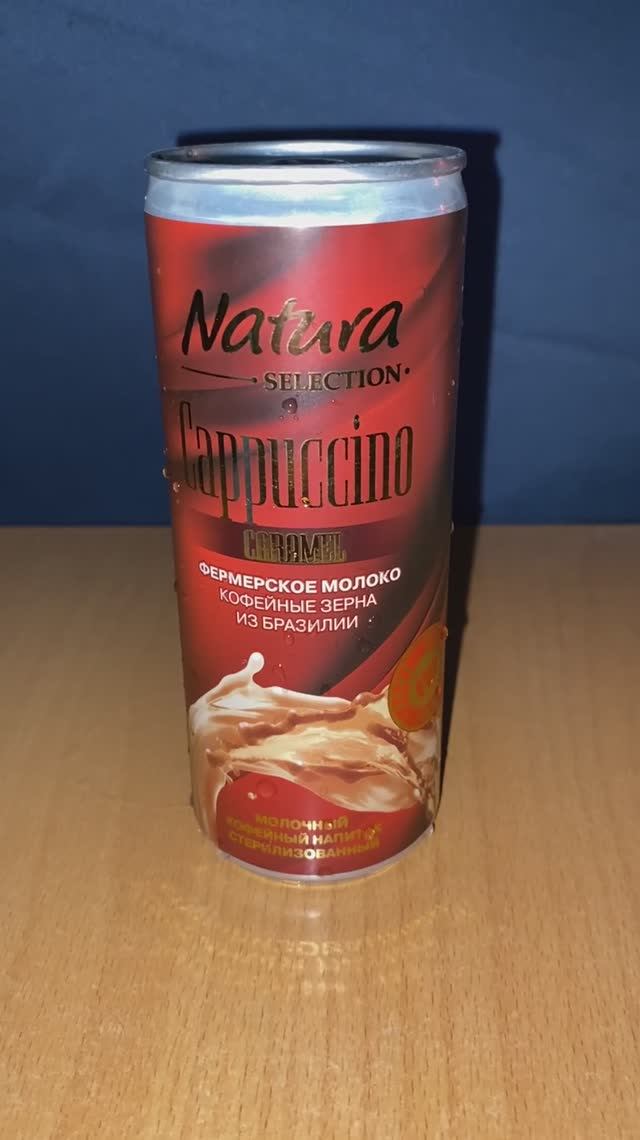 Natura
SELECTION
Cappuccino
CARAMEL
ФЕРМЕРСКОЕ МОЛОКО
КОФЕЙНЫЕ ЗЕРНА
ИЗ БРАЗИЛИИ
МОЛОЧНЫЙ
КОФЕЙНЫЙ НАПИТОК
СТЕРИЛИЗОВАННЫЙ